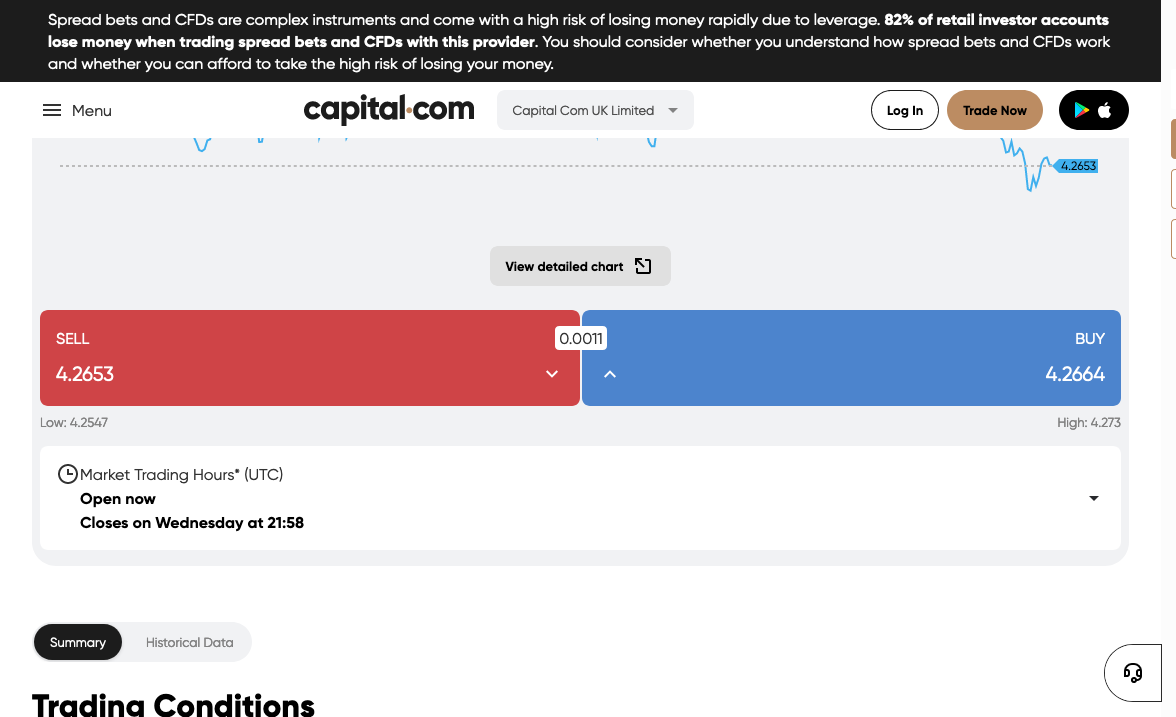 Spread bets and CFDs are complex instruments and come with a high risk of losing money rapidly due to leverage. 82% of retail investor accounts
lose money when trading spread bets and CFDs with this provider. You should consider whether you understand how spread bets and CFDs work
and whether you can afford to take the high risk of losing your money.
Menu
capital.com
Capital Com UK Limited
Log In
Trade Now
4.2653
View detailed chart
SELL
0.0011
BUY
4.2653
4.2664
Low: 4.2547
High: 4.273
Market Trading Hours* (UTC)
Open now
Closes on Wednesday at 21:58
Summary
Historical Data
Trading Conditions